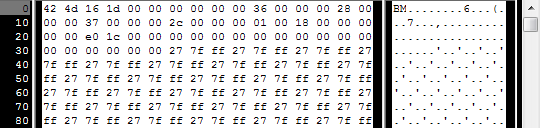 0 42 4d 16 1d 00 00 00 00 00 00 36 00 00 00 28 00 BM........6...(.
10 00 00 37 00 00 00 2c 00 00 00 01 00 18 00 00 00 ..7...,.........
20 00 00 e0 1c 00 00 00 00 00 00 00 00 00 00 00 00 ................
30 00 00 00 00 00 00 27 7f ff 27 7f ff 27 7f ff 27 ......'..'..'..'
40 7f ff 27 7f ff 27 7f ff 27 7f ff 27 7f ff 27 7f ..'..'..'..'..'.
50 ff 27 7f ff 27 7f ff 27 7f ff 27 7f ff 27 7f ff .'..'..'..'..'..
60 27 7f ff 27 7f ff 27 7f ff 27 7f ff 27 7f ff 27 '..'..'..'..'..'
70 7f ff 27 7f ff 27 7f ff 27 7f ff 27 7f ff 27 7f ..'..'..'..'..'.
80 ff 27 7f ff 27 7f ff 27 7f ff 27 7f ff 27 7f ff .'..'..'..'..'..